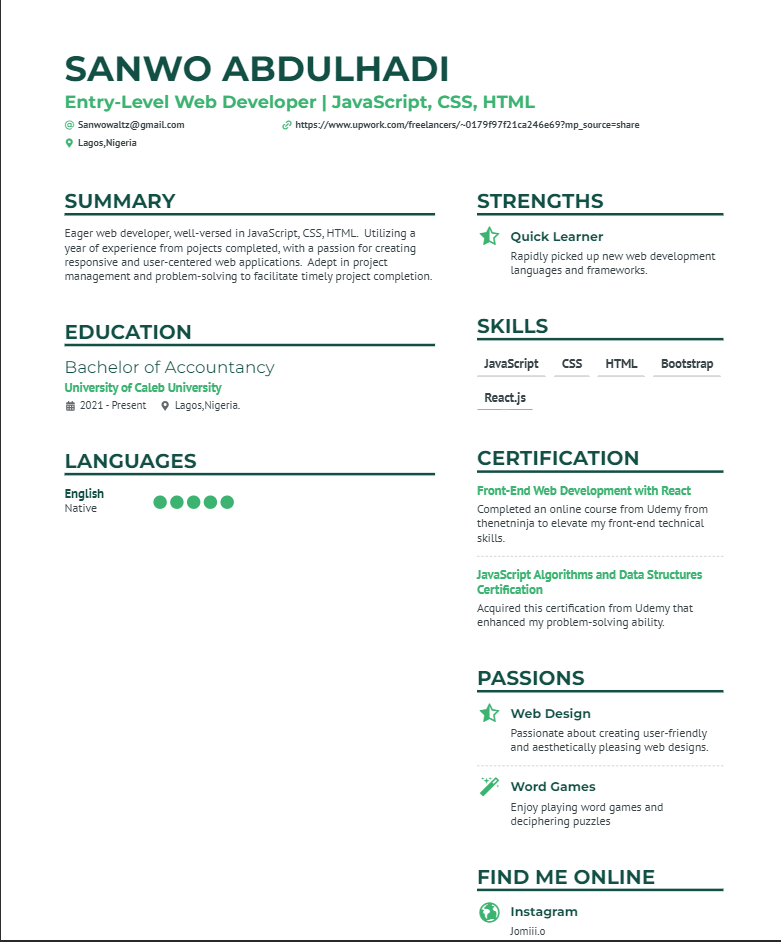 SANWO ABDULHADI
Entry-Level Web Developer | JavaScript, CSS, HTML
Sanwowaltz@gmail.com
https://www.upwork.com/freelancers/~0179f97f21ca246e69?mp_source=share
Lagos,Nigeria
SUMMARY
Eager web developer, well-versed in JavaScript, CSS, HTML. Utilizing a
year of experience from pojects completed, with a passion for creating
responsive and user-centered web applications. Adept in project
management and problem-solving to facilitate timely project completion.
EDUCATION
Bachelor of Accountancy
University of Caleb University
2021 - Present Lagos,Nigeria.
LANGUAGES
English
Native
STRENGTHS
Quick Learner
Rapidly picked up new web development
languages and frameworks.
SKILLS
JavaScript CSS HTML Bootstrap
React.js
CERTIFICATION
Front-End Web Development with React
Completed an online course from Udemy from
thenetninja to elevate my front-end technical
skills.
JavaScript Algorithms and Data Structures
Certification
Acquired this certification from Udemy that
enhanced my problem-solving ability.
PASSIONS
Web Design
Passionate about creating user-friendly
and aesthetically pleasing web designs.
Word Games
Enjoy playing word games and
deciphering puzzles
FIND ME ONLINE
Instagram
Jomiii.o